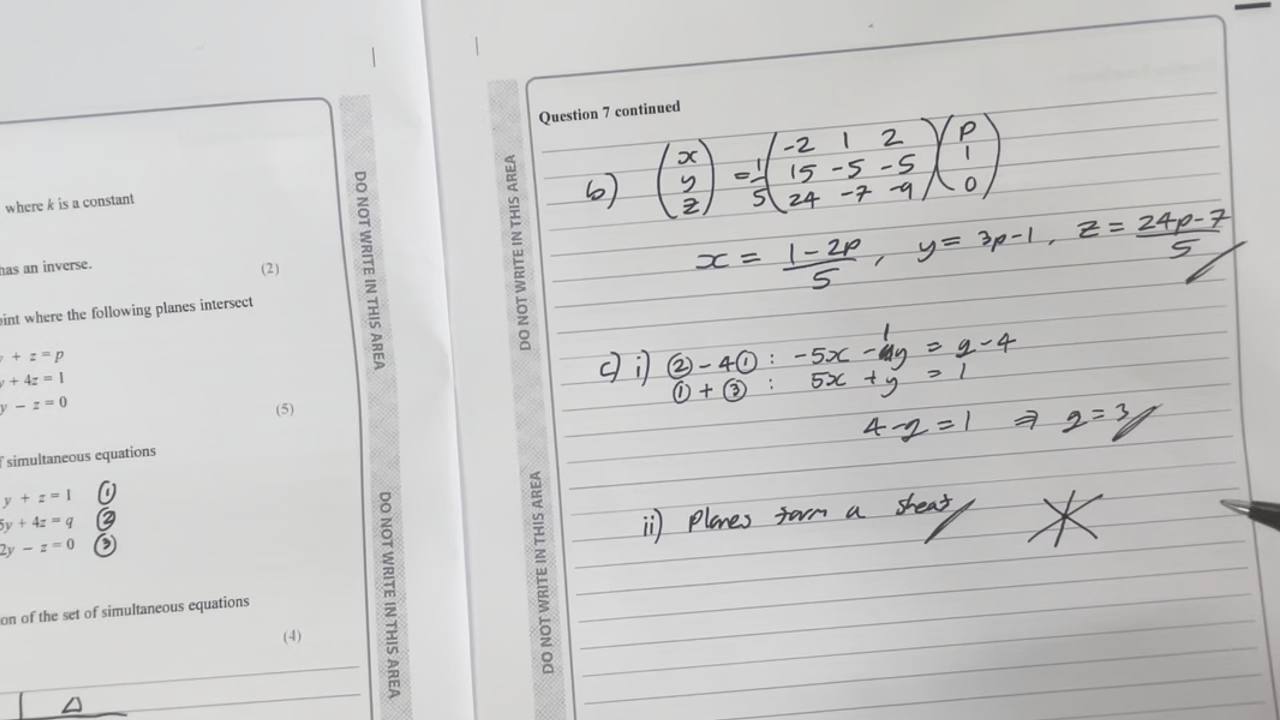 where k is a constant
has an inverse.
(2)
oint where the following planes intersect
y + z = p
y + 4z = 1
y − z = 0
(5)
f simultaneous equations
y + z = 1 ①
5y + 4z = q ②
2y − z = 0 ③
on of the set of simultaneous equations
(4)
DO NOT WRITE IN THIS AREA
DO NOT WRITE IN THIS AREA
DO NOT WRITE IN THIS AREA
DO NOT WRITE IN THIS AREA
Question 7 continued
b) (x y z) = 1/5 (-2 1 2 15 -5 -5 24 -7 -9) (p 1 0)
x = (1-2p)/5, y = 3p-1, z = (24p-7)/5
c) i) ② - 4① : -5x - 1y = q - 4
① + ③ : 5x + y = 1
4-q = 1 ⇒ q = 3
ii) Planes form a sheaf